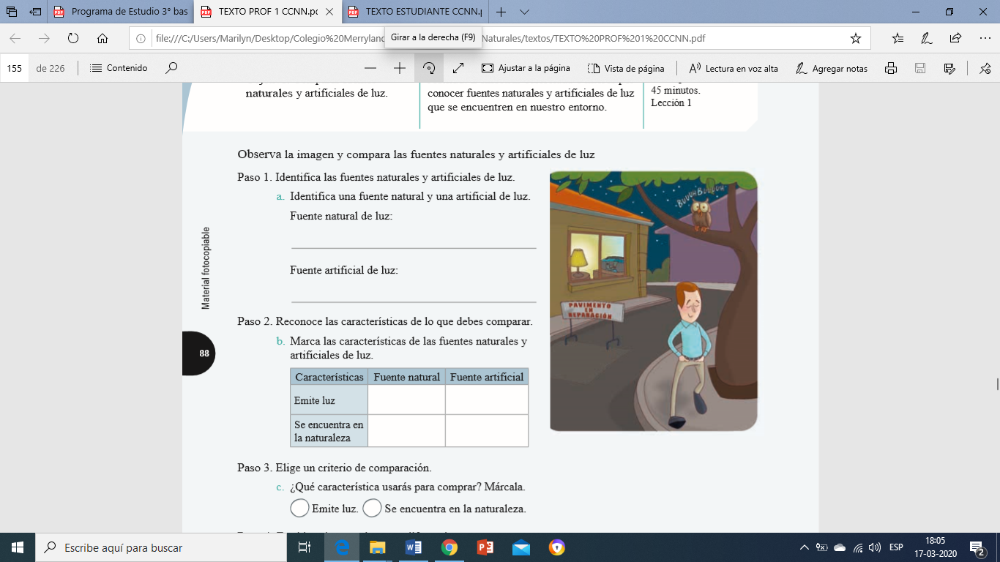 Programa de Estudio 3° bas
TEXTO PROF 1 CCNN.pc
TEXTO ESTUDIANTE CCNN.
file:///C:/Users/Marilyn/Desktop/Colegio%20Merryland
Girar a la derecha (F9)
Naturales/textos/TEXTO%20PROF%201%20CCNN.pdf
155 de 226
Contenido
Ajustar a la página
Vista de página
Lectura en voz alta
Agregar notas
naturales y artificiales de luz.
conocer fuentes naturales y artificiales de luz
que se encuentren en nuestro entorno.
45 minutos.
Lección 1
Observa la imagen y compara las fuentes naturales y artificiales de luz
Paso 1. Identifica las fuentes naturales y artificiales de luz.
a. Identifica una fuente natural y una artificial de luz.
Fuente natural de luz:
Fuente artificial de luz:
BUUUH BUUUUH
PAVIMENTO
EN
REPARACIÓN
Material fotocopiable
Paso 2. Reconoce las características de lo que debes comparar.
b. Marca las características de las fuentes naturales y
artificiales de luz.
88
Características Fuente natural Fuente artificial
Emite luz
Se encuentra en
la naturaleza
Paso 3. Elige un criterio de comparación.
c. ¿Qué característica usarás para comprar? Márcala.
Emite luz. Se encuentra en la naturaleza.
Escribe aquí para buscar
ESP
18:05
17-03-2020
2